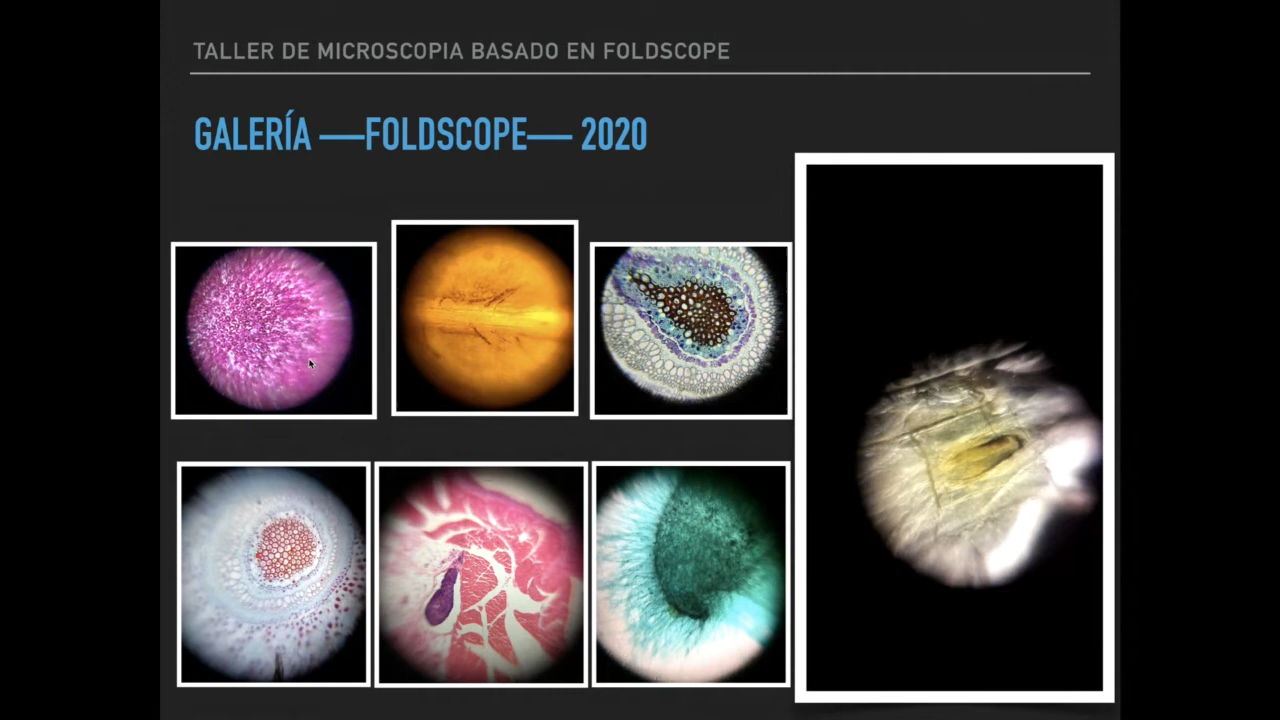 TALLER DE MICROSCOPIA BASADO EN FOLDSCOPE
GALERÍA —FOLDSCOPE— 2020